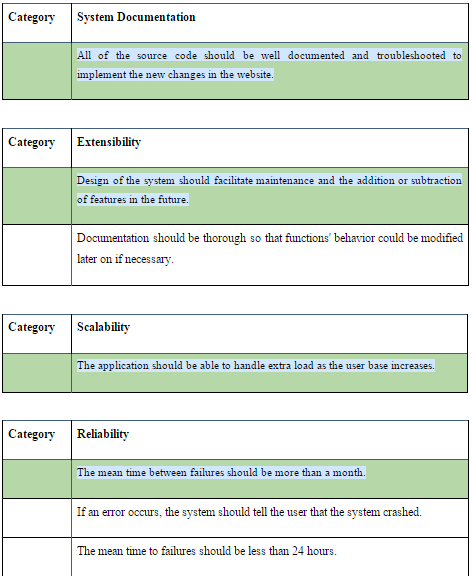 Category System Documentation
All of the source code should be well documented and troubleshooted to
implement the new changes in the website.
Category Extensibility
Design of the system should facilitate maintenance and the addition or subtraction
of features in the future.
Documentation should be thorough so that functions' behavior could be modified
later on if necessary.
Category Scalability
The application should be able to handle extra load as the user base increases.
Category Reliability
The mean time between failures should be more than a month.
If an error occurs, the system should tell the user that the system crashed.
The mean time to failures should be less than 24 hours.